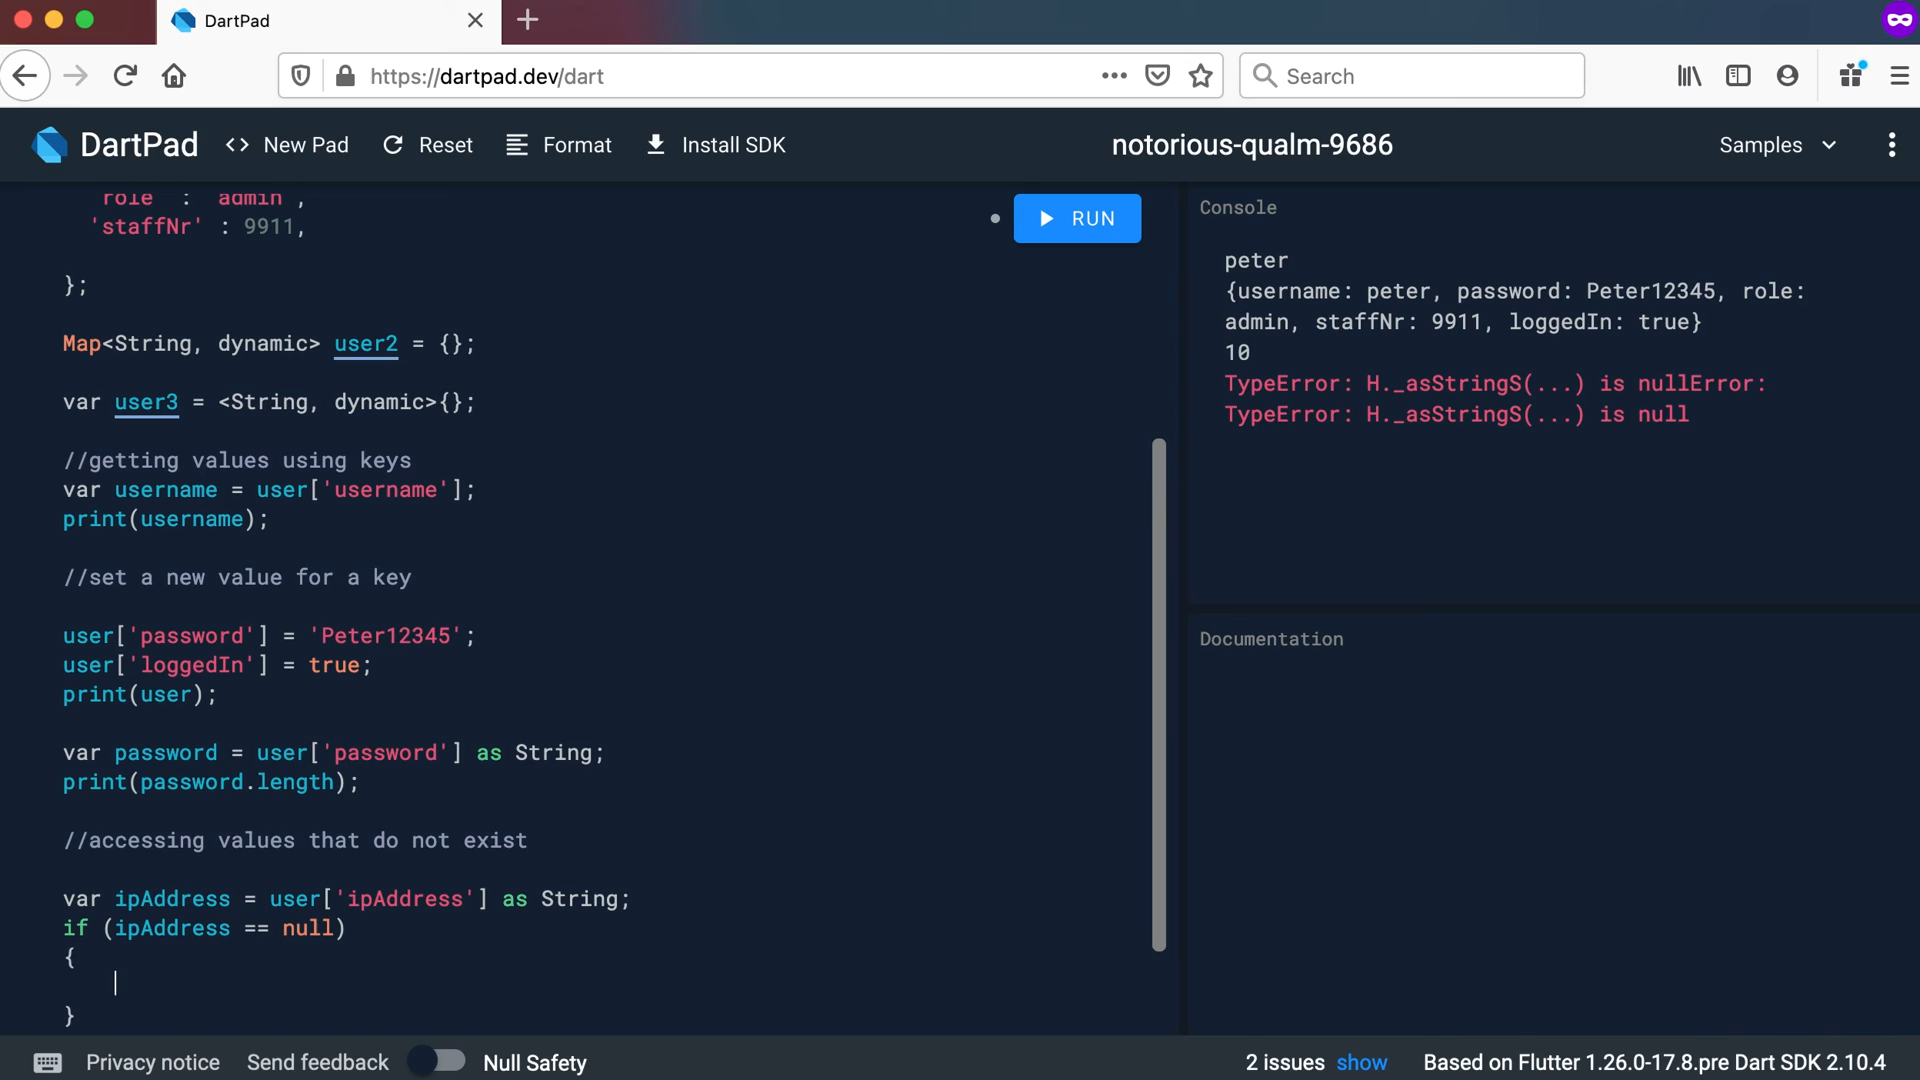 DartPad
https://dartpad.dev/dart
Search
DartPad
New Pad
Reset
Format
Install SDK
notorious-qualm-9686
Samples
'role' : 'admin',
'staffNr' : 9911,
};
Map<String, dynamic> user2 = {};
var user3 = <String, dynamic>{};
//getting values using keys
var username = user['username'];
print(username);
//set a new value for a key
user['password'] = 'Peter12345';
user['loggedIn'] = true;
print(user);
var password = user['password'] as String;
print(password.length);
//accessing values that do not exist
var ipAddress = user['ipAddress'] as String;
if (ipAddress == null)
{
}
RUN
Console
peter
{username: peter, password: Peter12345, role:
admin, staffNr: 9911, loggedIn: true}
10
TypeError: H._asStringS(...) is nullError:
TypeError: H._asStringS(...) is null
Documentation
Privacy notice
Send feedback
Null Safety
2 issues show
Based on Flutter 1.26.0-17.8.pre Dart SDK 2.10.4